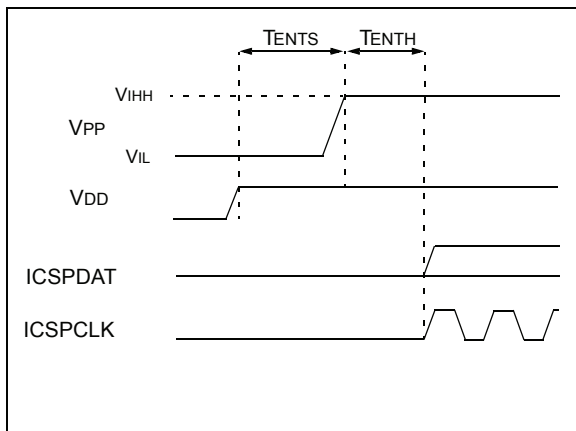 TENTS TENTH
VIHH
VPP
VIL
VDD
ICSPDAT
ICSPCLK